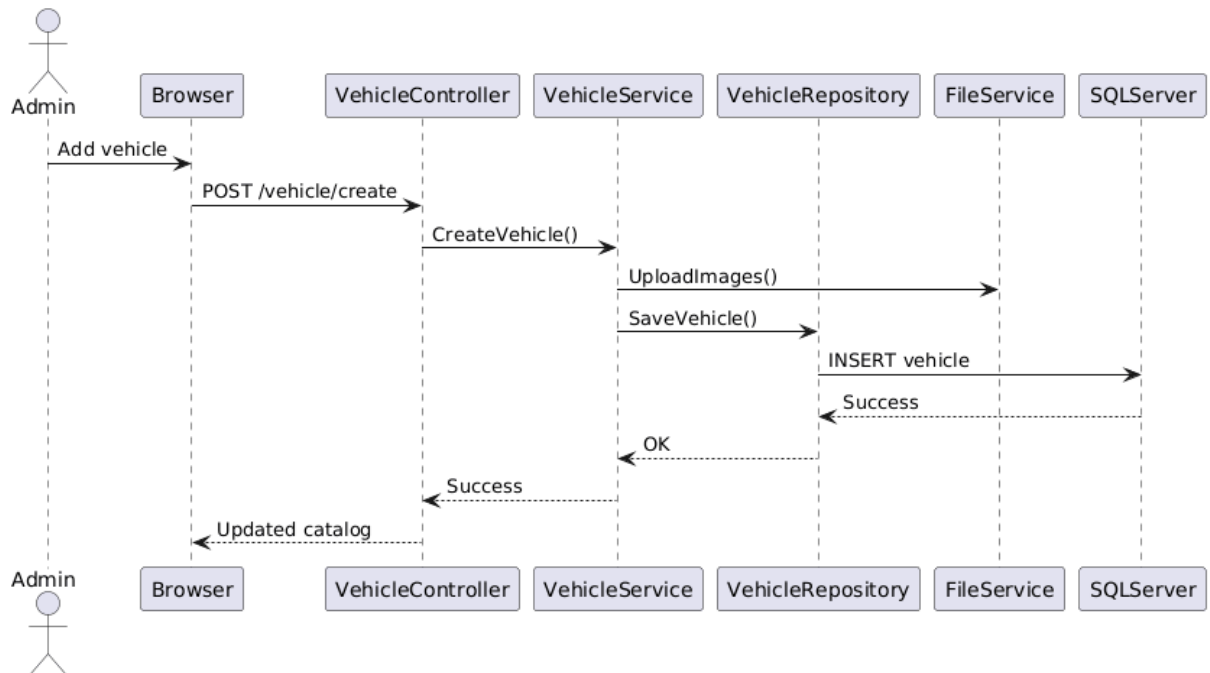 Admin
Browser
VehicleController
VehicleService
VehicleRepository
FileService
SQLServer
Add vehicle
POST /vehicle/create
CreateVehicle()
UploadImages()
SaveVehicle()
INSERT vehicle
Success
OK
Success
Updated catalog
Admin
Browser
VehicleController
VehicleService
VehicleRepository
FileService
SQLServer